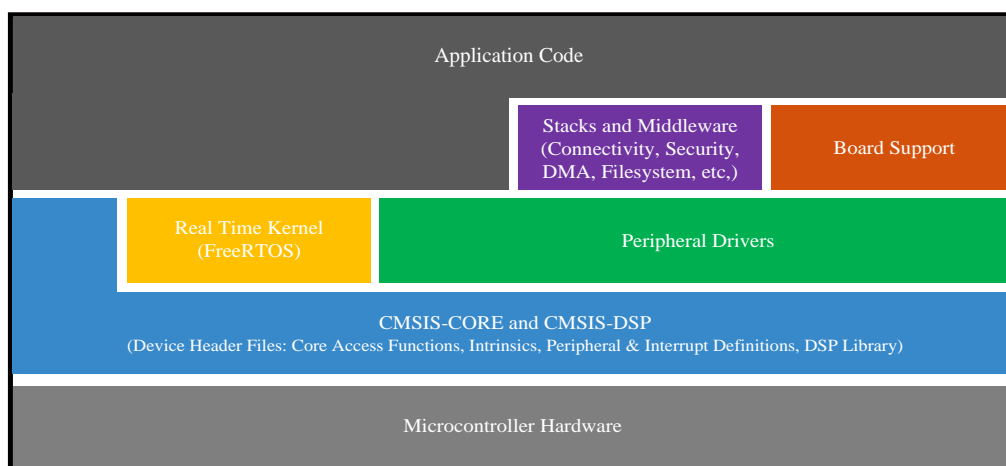 Application Code
Stacks and Middleware
(Connectivity, Security,
DMA, Filesystem, etc,)
Board Support
Real Time Kernel
(FreeRTOS)
Peripheral Drivers
CMSIS-CORE and CMSIS-DSP
(Device Header Files: Core Access Functions, Intrinsics, Peripheral & Interrupt Definitions, DSP Library)
Microcontroller Hardware